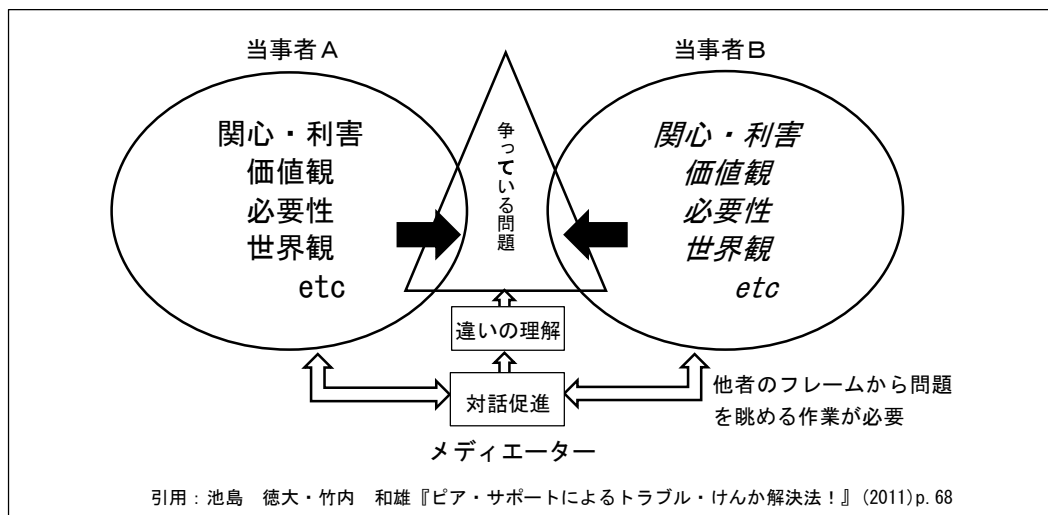 当事者A
当事者B
関心・利害
価値観
必要性
世界観
etc
争っている問題
関心・利害
価値観
必要性
世界観
etc
違いの理解
対話促進
メディエーター
他者のフレームから問題
を眺める作業が必要
引用：池島　徳大・竹内　和雄『ピア・サポートによるトラブル・けんか解決法！』(2011)p.68